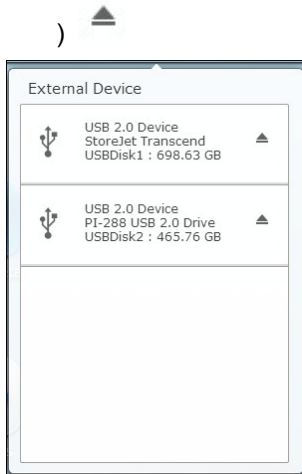 )
External Device
USB 2.0 Device
StoreJet Transcend
USBDisk1 : 698.63 GB
USB 2.0 Device
PI-288 USB 2.0 Drive
USBDisk2 : 465.76 GB